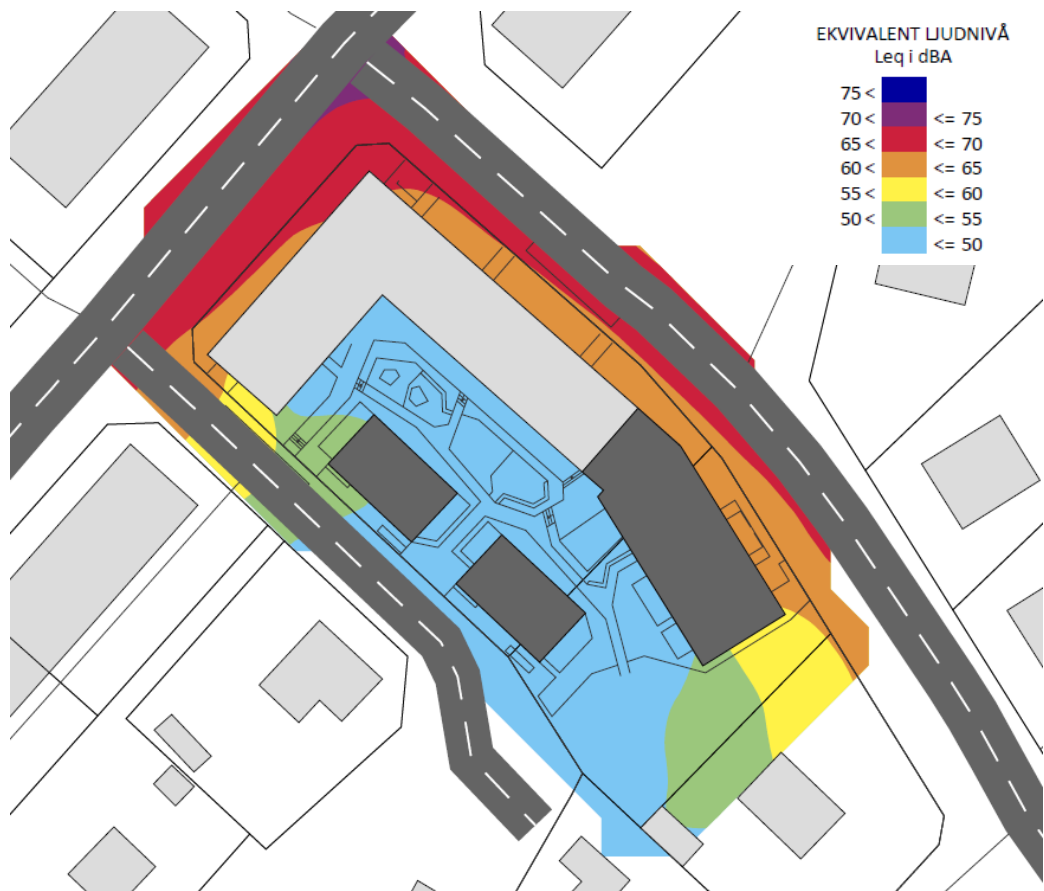 EKVIVALENT LJUDNIVÅ
Leq i dBA
75 <
70 < <= 75
65 < <= 70
60 < <= 65
55 < <= 60
50 < <= 55
<= 50